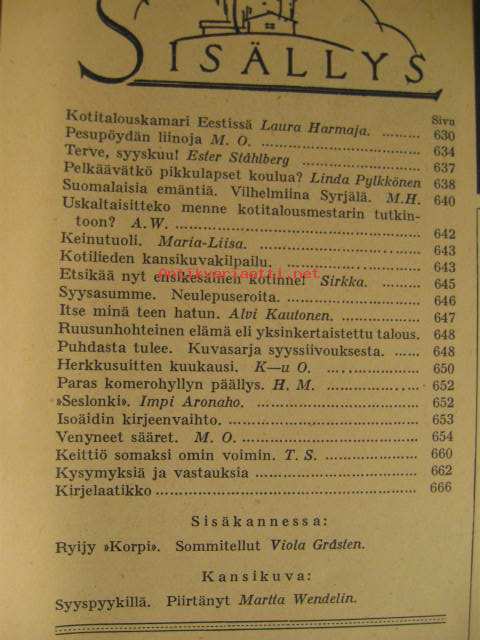 SISÄLLYS
Sivu
Kotitalouskamari Eestissä Laura Harmaja. ........ 630
Pesupöydän liinoja M. O. ........ 634
Terve, syyskuu! Ester Ståhlberg ........ 637
Pelkäävätkö pikkulapset koulua? Linda Pylkkönen 638
Suomalaisia emäntiä. Vilhelmiina Syrjälä. M.H. 640
Uskaltaisitteko menne kotitalousmestarin tutkin-
toon? A.W. ........ 642
Keinutuoli. Maria-Liisa. ........ 643
Kotilieden kansikuvakilpailu. ........ 643
Etsikää nyt ensikesäinen kotinne! Sirkka. ........ 645
Syysasumme. Neulepuseroita. ........ 646
Itse minä teen hatun. Alvi Kautonen. ........ 647
Ruusunhohteinen elämä eli yksinkertaistettu talous. 648
Puhdasta tulee. Kuvasarja syyssiivouksesta. ........ 648
Herkkusuitten kuukausi. K—u O. ........ 650
Paras komerohyllyn päällys. H. M. ........ 652
»Seslonki». Impi Aronaho. ........ 652
Isoäidin kirjeenvaihto. ........ 653
Venyneet sääret. M. O. ........ 654
Keittiö somaksi omin voimin. T. S. ........ 660
Kysymyksiä ja vastauksia ........ 662
Kirjelaatikko ........ 666
Sisäkannessa:
Ryijy »Korpi». Sommitellut Viola Gråsten.
Kansikuva:
Syyspyykillä. Piirtänyt Martta Wendelin.